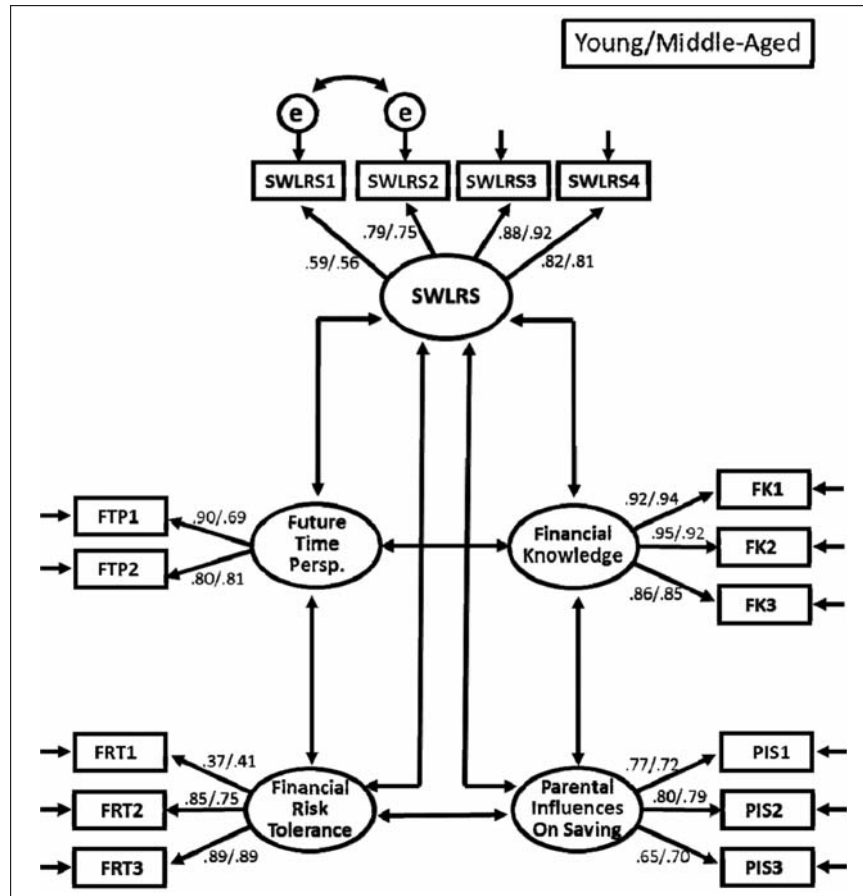 Young/Middle-Aged
e e
SWLRS1 SWLRS2 SWLRS3 SWLRS4
.59/.56 .79/.75 .88/.92 .82/.81
SWLRS
FTP1 .90/.69
FTP2 .80/.81
Future
Time
Persp.
Financial
Knowledge
.92/.94 FK1
.95/.92 FK2
.86/.85 FK3
FRT1 .37/.41
FRT2 .85/.75
FRT3 .89/.89
Financial
Risk
Tolerance
Parental
Influences
On Saving
.77/.72 PIS1
.80/.79 PIS2
.65/.70 PIS3